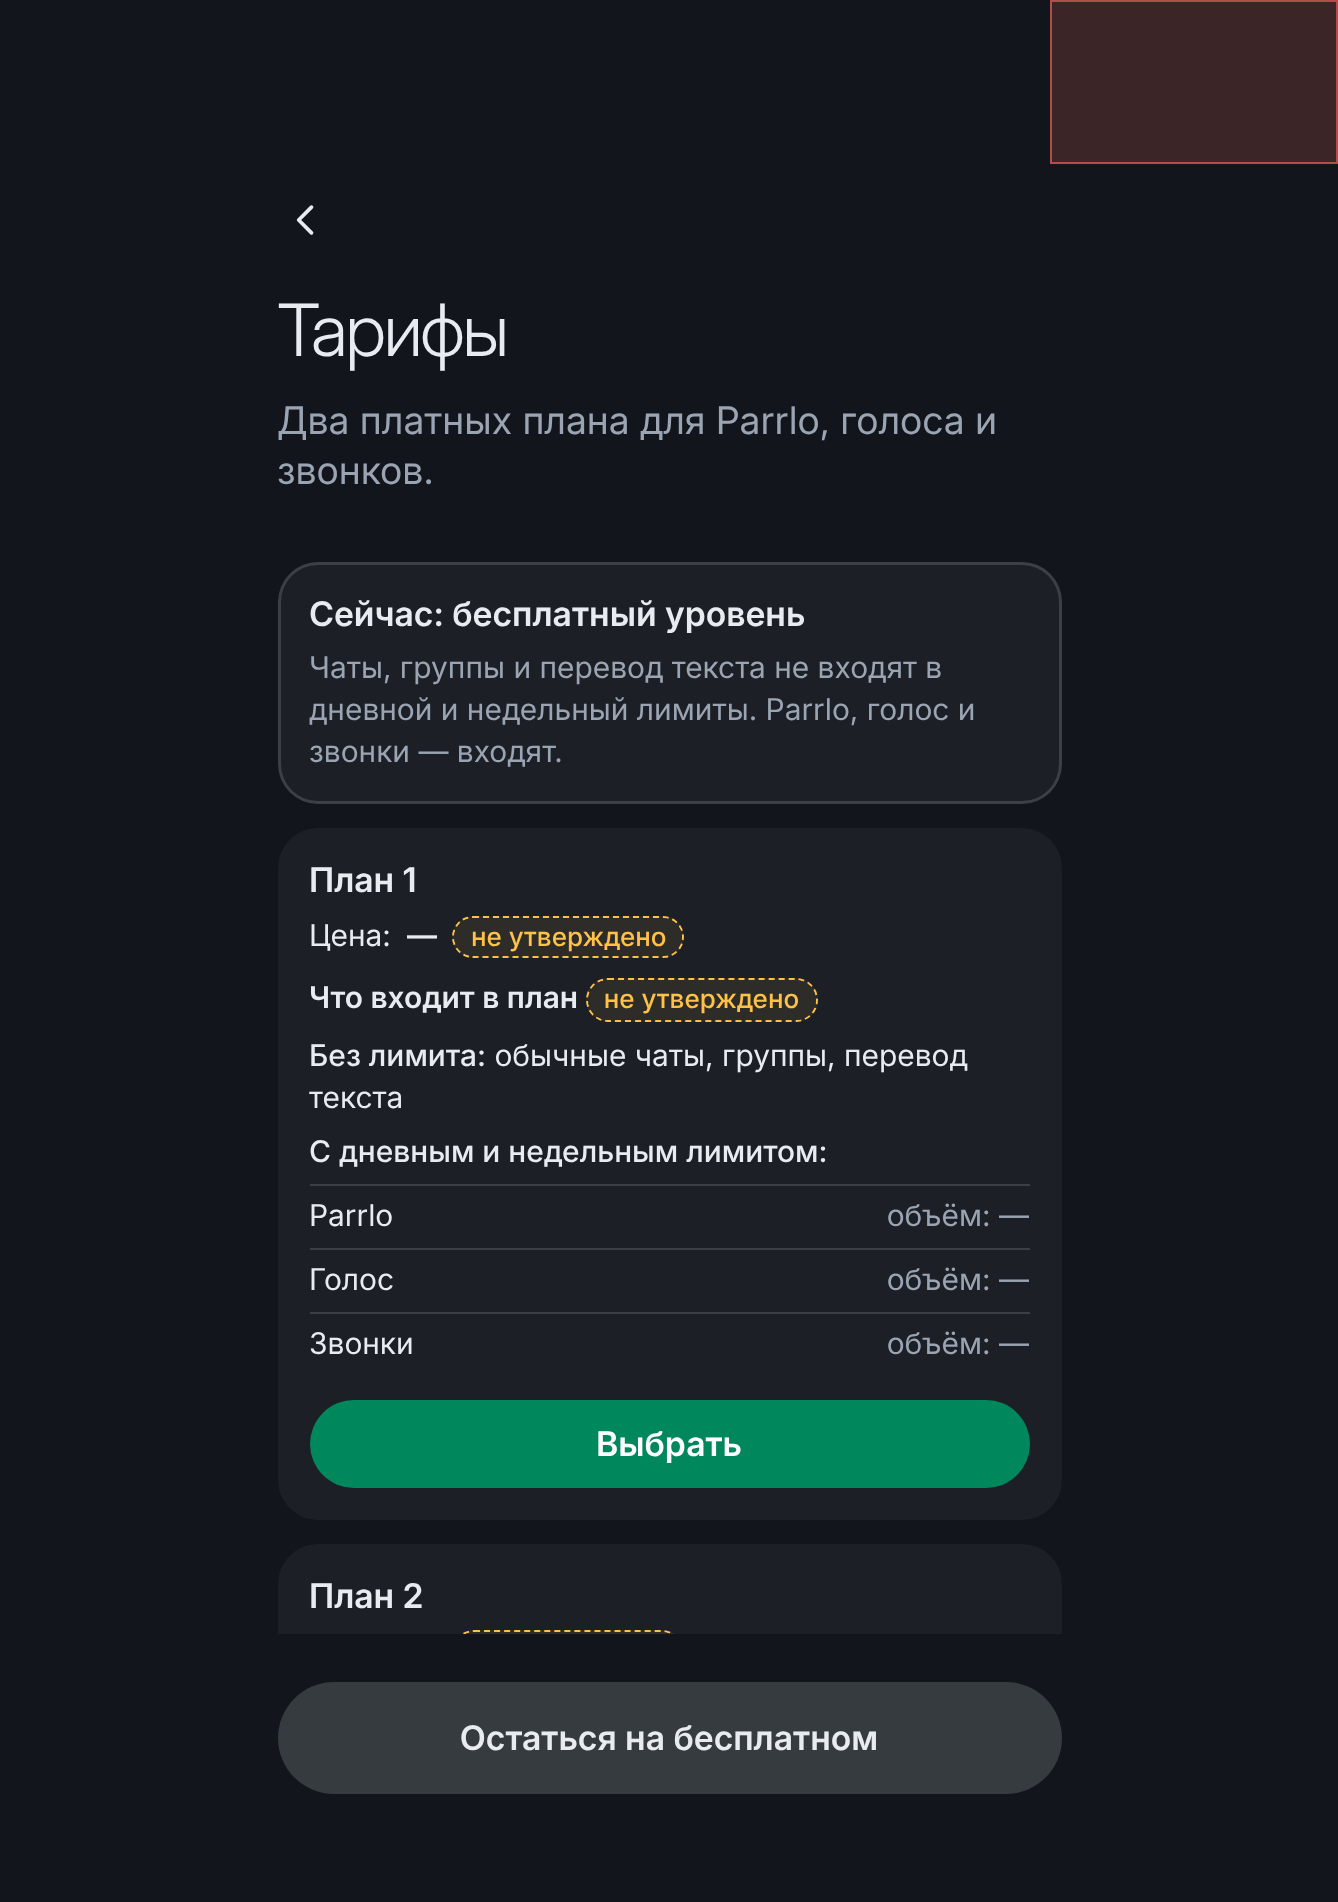 Тарифы
Два платных плана для Parrlo, голоса и
звонков.
Сейчас: бесплатный уровень
Чаты, группы и перевод текста не входят в
дневной и недельный лимиты. Parrlo, голос и
звонки — входят.
План 1
Цена: — не утверждено
Что входит в план не утверждено
Без лимита: обычные чаты, группы, перевод
текста
С дневным и недельным лимитом:
Parrlo объём: —
Голос объём: —
Звонки объём: —
Выбрать
План 2
Остаться на бесплатном